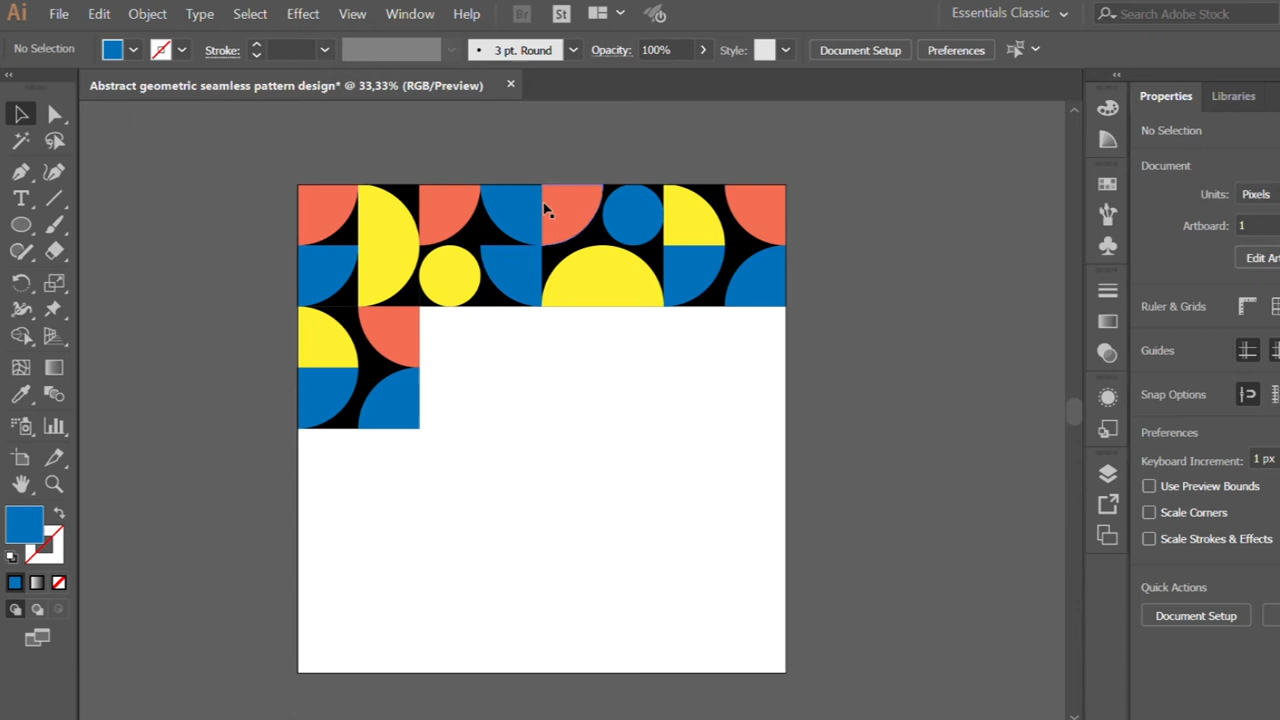 Ai File Edit Object Type Select Effect View Window Help Br St Essentials Classic Search Adobe Stock
No Selection Stroke: 3 pt. Round Opacity: 100% Style: Document Setup Preferences
Abstract geometric seamless pattern design* @ 33,33% (RGB/Preview)
Properties Libraries
No Selection
Document
Units: Pixels
Artboard: 1
Edit Ar
Ruler & Grids
Guides
Snap Options
Preferences
Keyboard Increment: 1 px
Use Preview Bounds
Scale Corners
Scale Strokes & Effects
Quick Actions
Document Setup
T